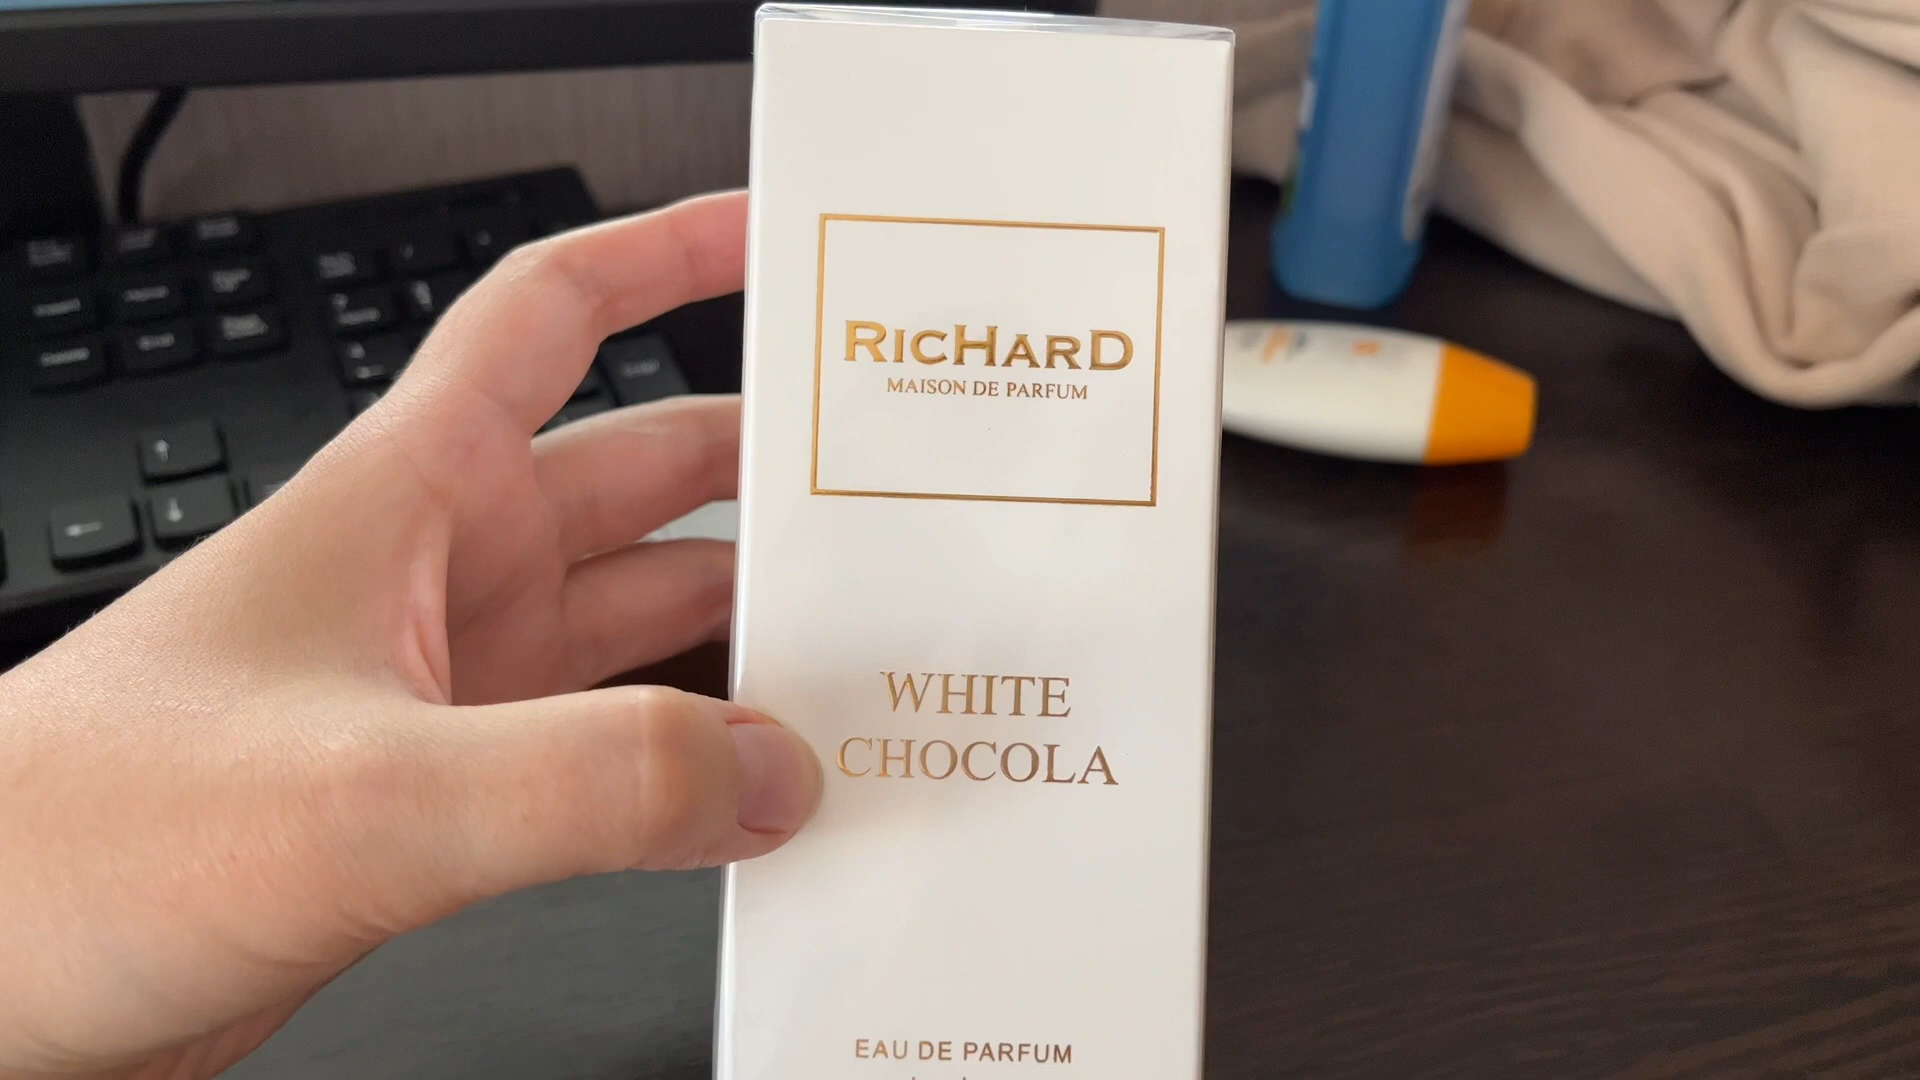 RICHARD
MAISON DE PARFUM
WHITE
CHOCOLA
EAU DE PARFUM